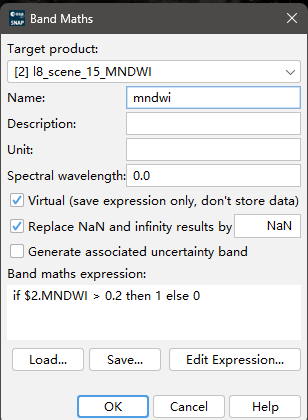 esa
SNAP
Band Maths
Target product:
[2] l8_scene_15_MNDWI
Name: mndwi
Description:
Unit:
Spectral wavelength: 0.0
Virtual (save expression only, don't store data)
Replace NaN and infinity results by NaN
Generate associated uncertainty band
Band maths expression:
if $2.MNDWI > 0.2 then 1 else 0
Load... Save... Edit Expression...
OK Cancel Help